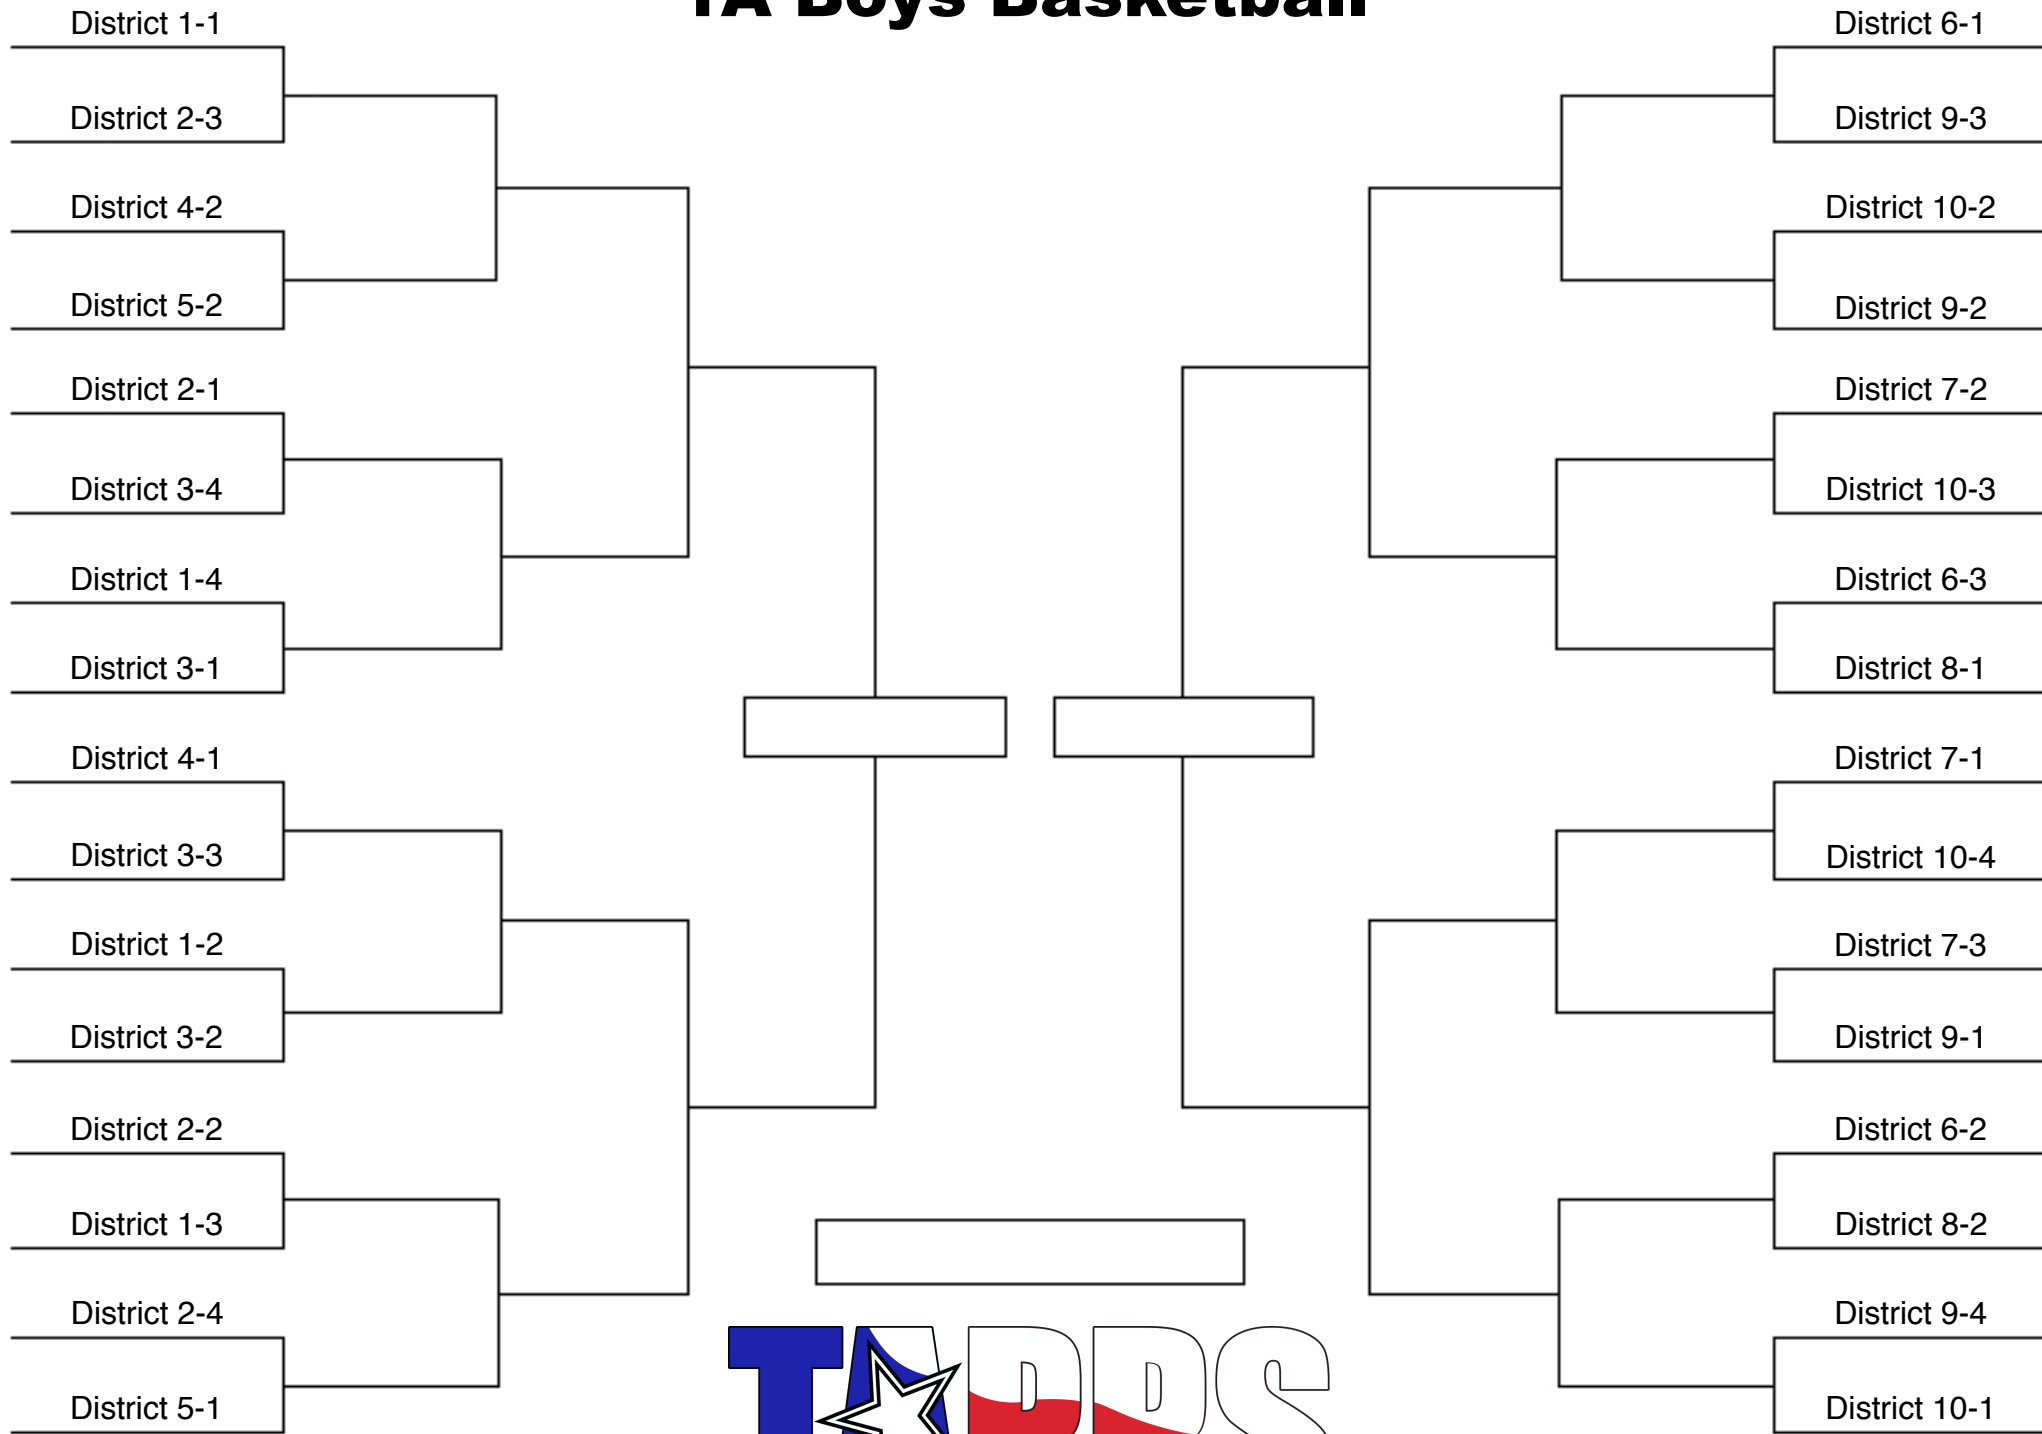 1A Boys Basketball
District 1-1
District 2-3
District 4-2
District 5-2
District 2-1
District 3-4
District 1-4
District 3-1
District 4-1
District 3-3
District 1-2
District 3-2
District 2-2
District 1-3
District 2-4
District 5-1
District 6-1
District 9-3
District 10-2
District 9-2
District 7-2
District 10-3
District 6-3
District 8-1
District 7-1
District 10-4
District 7-3
District 9-1
District 6-2
District 8-2
District 9-4
District 10-1
TAPPS